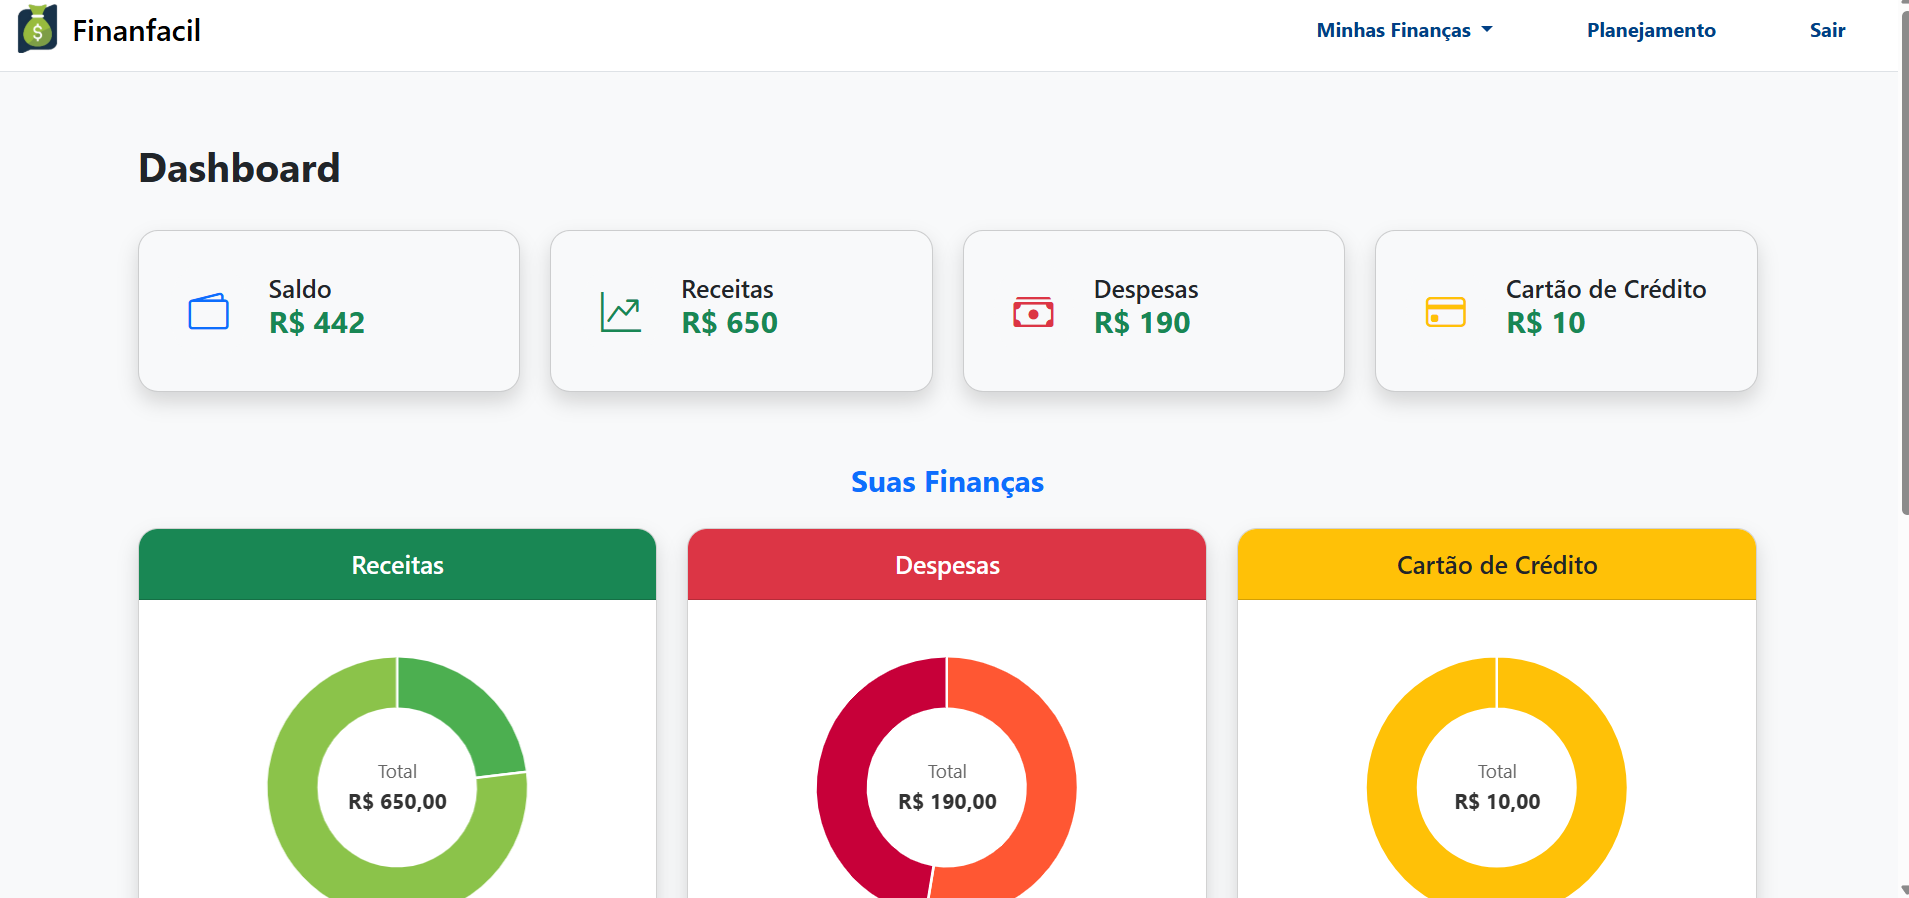 $
Finanfacil
Minhas Finanças
Planejamento
Sair
Dashboard
Saldo
R$ 442
Receitas
R$ 650
Despesas
R$ 190
Cartão de Crédito
R$ 10
Suas Finanças
Receitas
Despesas
Cartão de Crédito
Total
R$ 650,00
Total
R$ 190,00
Total
R$ 10,00